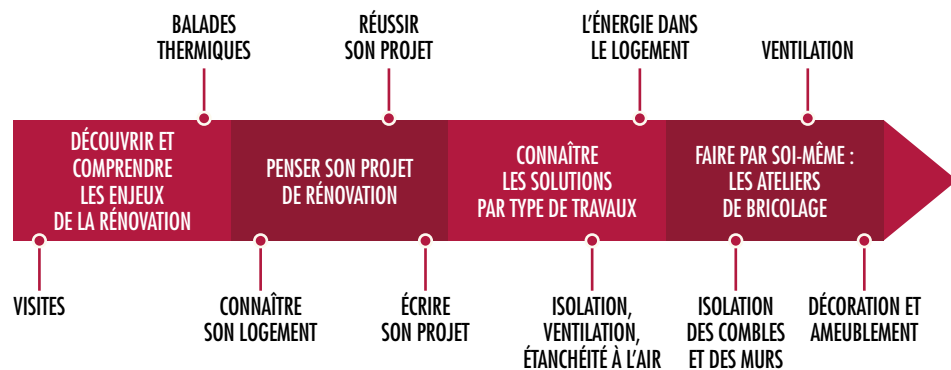 BALADES
THERMIQUES
RÉUSSIR
SON PROJET
L'ÉNERGIE DANS
LE LOGEMENT
VENTILATION
DÉCOUVRIR ET
COMPRENDRE
LES ENJEUX
DE LA RÉNOVATION
PENSER SON PROJET
DE RÉNOVATION
CONNAÎTRE
LES SOLUTIONS
PAR TYPE DE TRAVAUX
FAIRE PAR SOI-MÊME :
LES ATELIERS
DE BRICOLAGE
VISITES
CONNAÎTRE
SON LOGEMENT
ÉCRIRE
SON PROJET
ISOLATION,
VENTILATION,
ÉTANCHÉITÉ À L'AIR
ISOLATION
DES COMBLES
ET DES MURS
DÉCORATION ET
AMEUBLEMENT